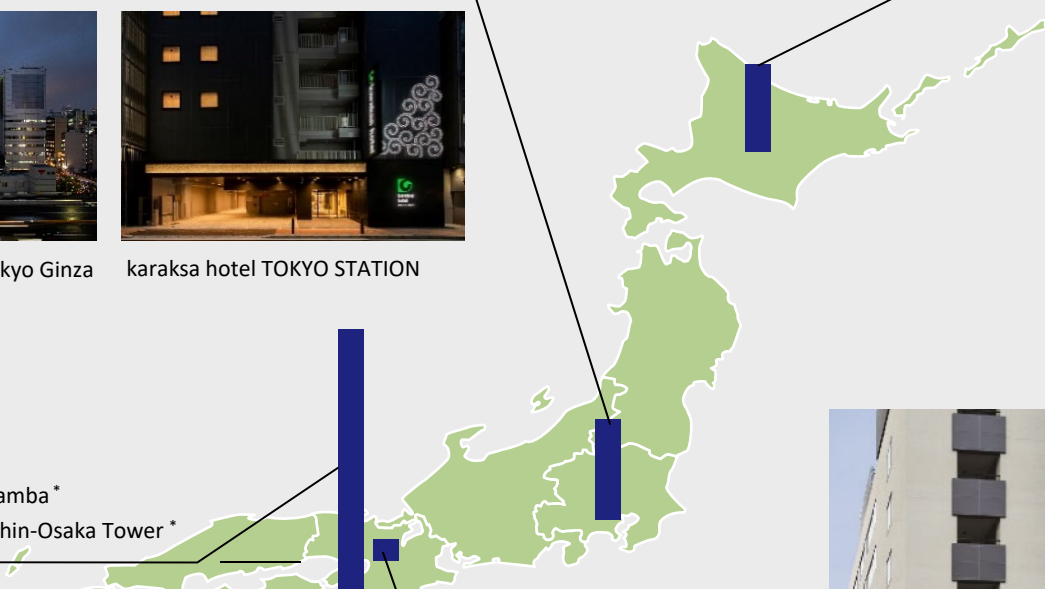 kyo Ginza
karaksa hotel TOKYO STATION
amba *
hin-Osaka Tower *